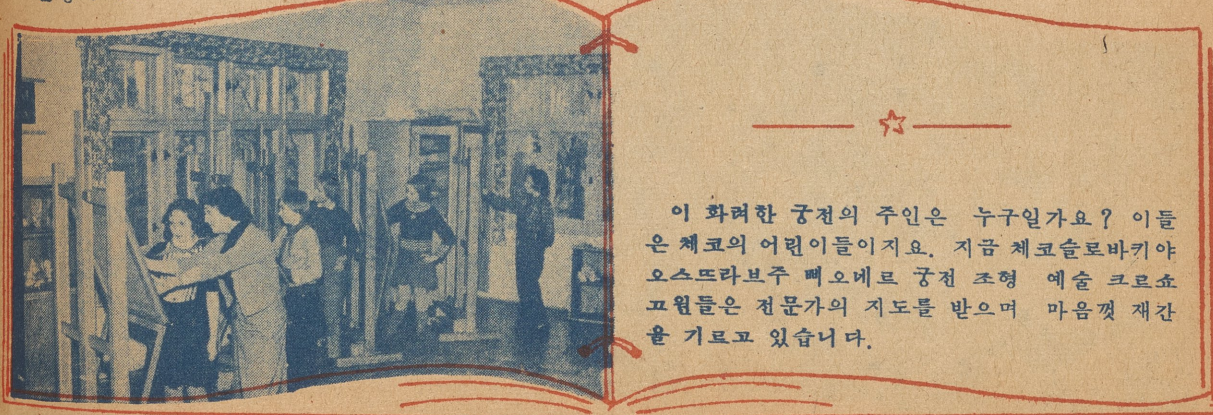 이 화려한 궁전의 주인은 누구일가요? 이들
은 체코의 어린이들이지요. 지금 체코슬로바키야
오스뜨라브주 삐오네르 궁전 조형 예술 크르쇼
꾜원들은 전문가의 지도를 받으며 마음껏 재간
을 기르고 있습니다.